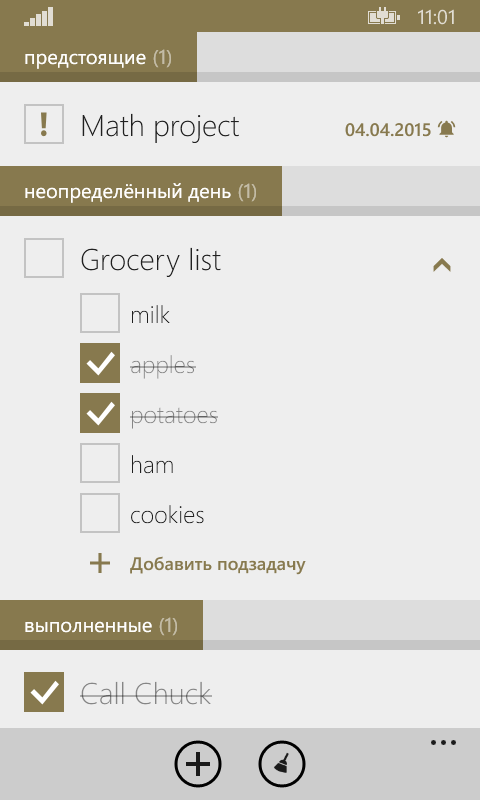 11:01
предстоящие (1)
! Math project 04.04.2015
неопределённый день (1)
Grocery list
milk
apples
potatoes
ham
cookies
Добавить подзадачу
выполненные (1)
Call Chuck